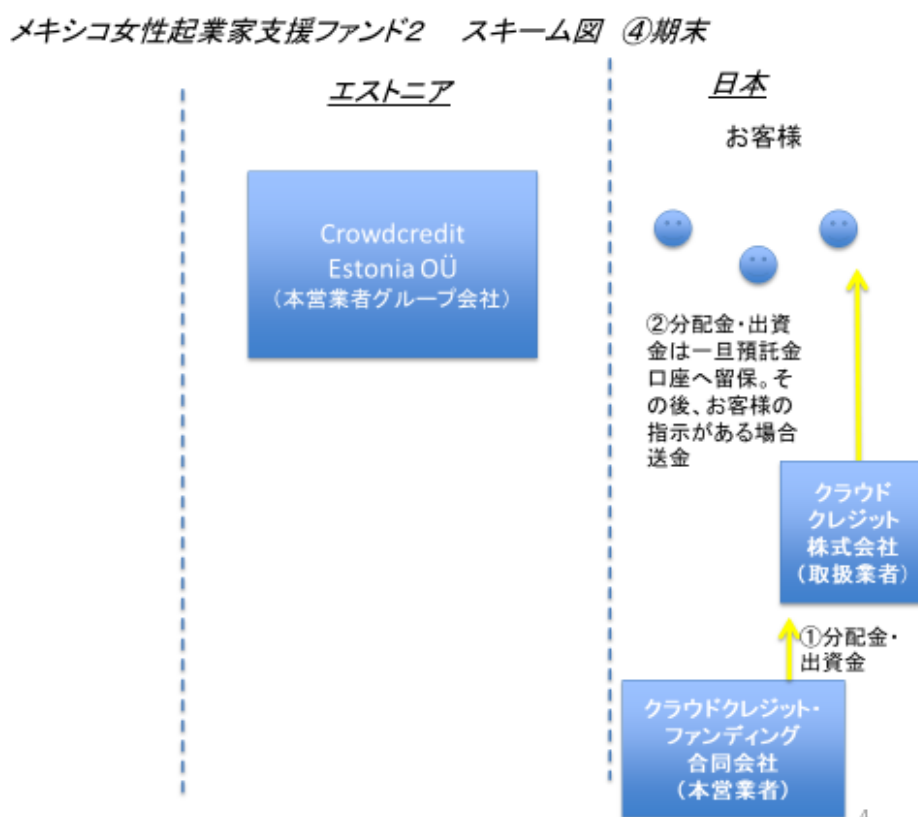 メキシコ女性起業家支援ファンド2　スキーム図　④期末
エストニア
日本
お客様
Crowdcredit
Estonia OÜ
（本営業者グループ会社）
②分配金・出資
金は一旦預託金
口座へ留保。そ
の後、お客様の
指示がある場合
送金
クラウド
クレジット
株式会社
（取扱業者）
①分配金・
出資金
クラウドクレジット・
ファンディング
合同会社
（本営業者）
4